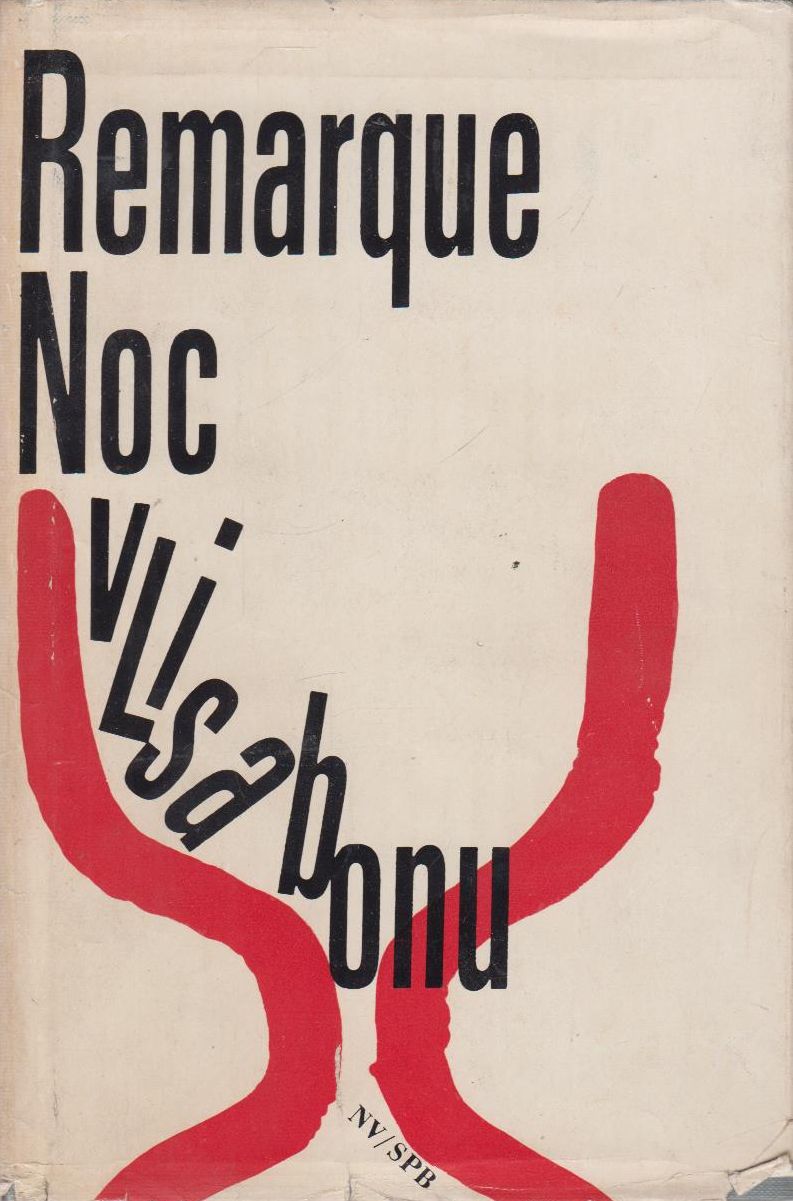 Remarque
Noc
v Lisabonu
NV/SPB